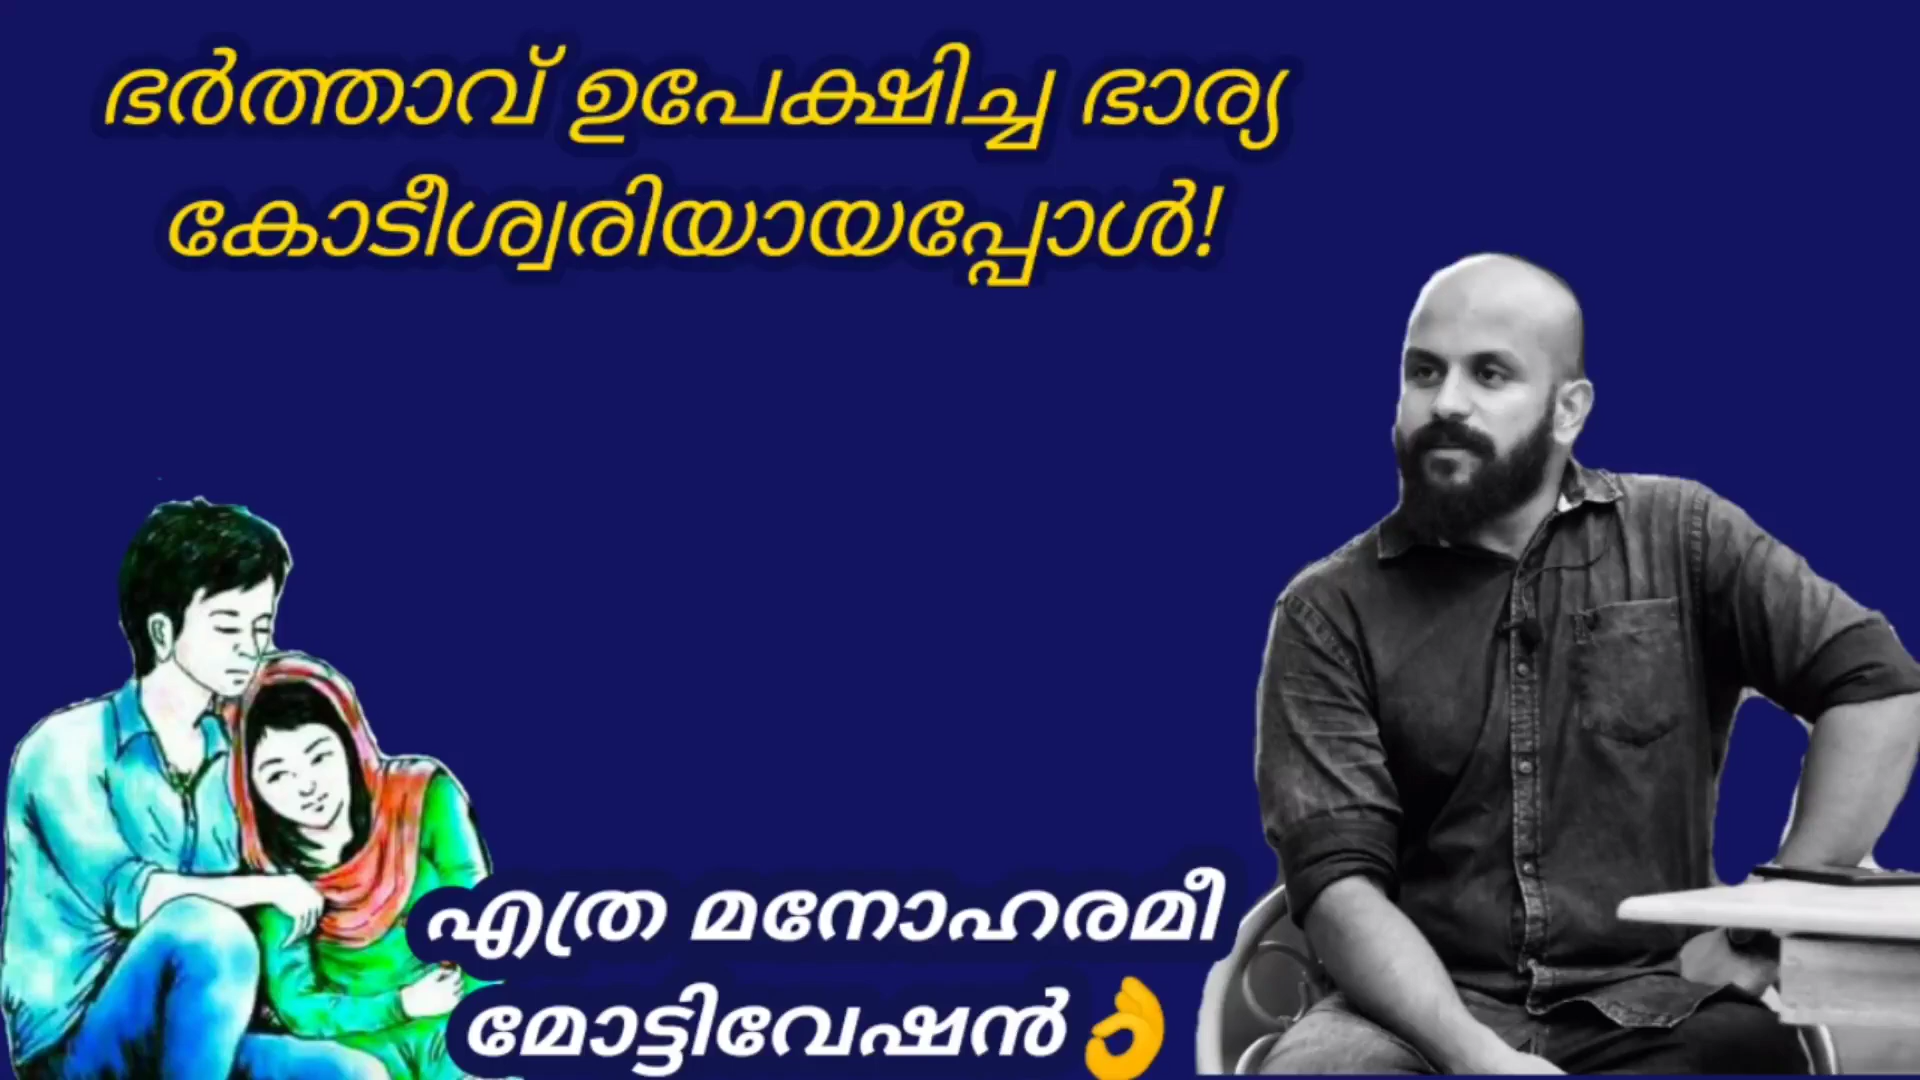 ഭർത്താവ് ഉപേക്ഷിച്ച ഭാര്യ
കോടീശ്വരിയായപ്പോൾ!
എത്ര മനോഹരമീ
മോട്ടിവേഷൻ👌